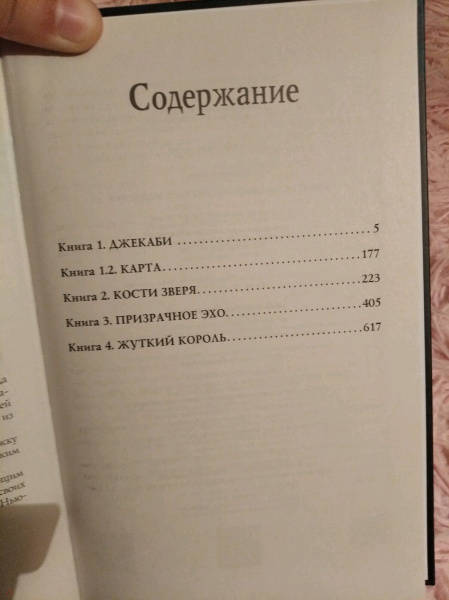 Содержание
Книга 1. ДЖЕКАБИ 5
Книга 1.2. КАРТА 177
Книга 2. КОСТИ ЗВЕРЯ 223
Книга 3. ПРИЗРАЧНОЕ ЭХО 405
Книга 4. ЖУТКИЙ КОРОЛЬ 617
из